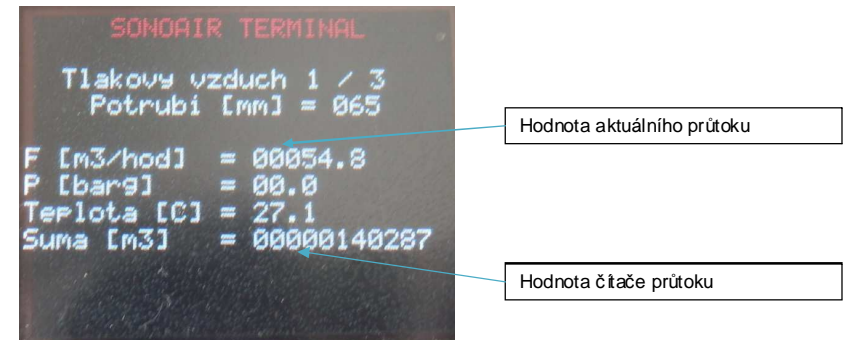 SONOAIR TERMINAL
Tlakovy vzduch 1 / 3
Potrubi [mm] = 065
Hodnota aktuálního průtoku
F [m3/hod] = 00054.8
P [barg] = 00.0
Teplota [C] = 27.1
Suma [m3] = 00000140287
Hodnota čítače průtoku